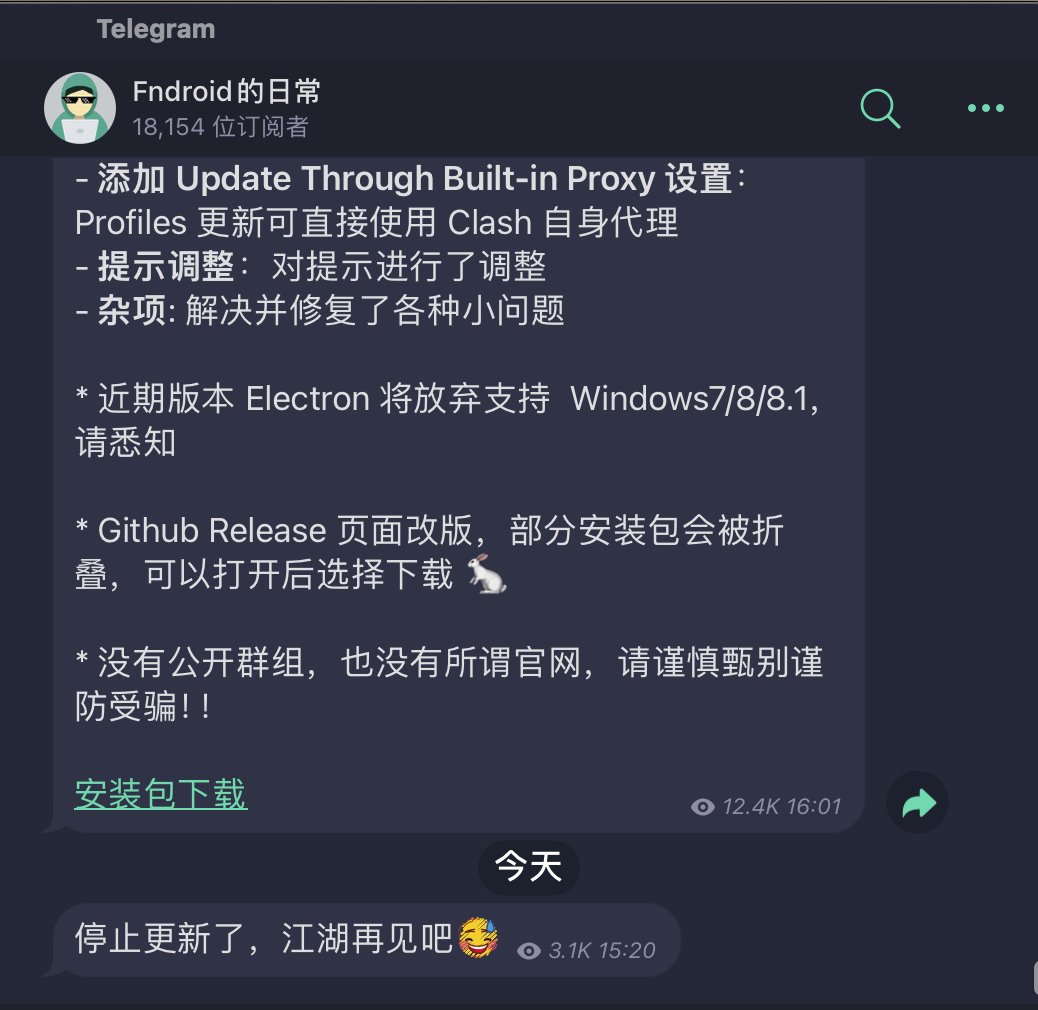 Telegram
Fndroid的日常
18,154 位订阅者
- 添加 Update Through Built-in Proxy 设置：
Profiles 更新可直接使用 Clash 自身代理
- 提示调整：对提示进行了调整
- 杂项: 解决并修复了各种小问题
* 近期版本 Electron 将放弃支持  Windows7/8/8.1,
请悉知
* Github Release 页面改版，部分安装包会被折
叠，可以打开后选择下载 🐇
* 没有公开群组，也没有所谓官网，请谨慎甄别谨
防受骗！！
安装包下载
12.4K 16:01
今天
停止更新了，江湖再见吧😅 3.1K 15:20